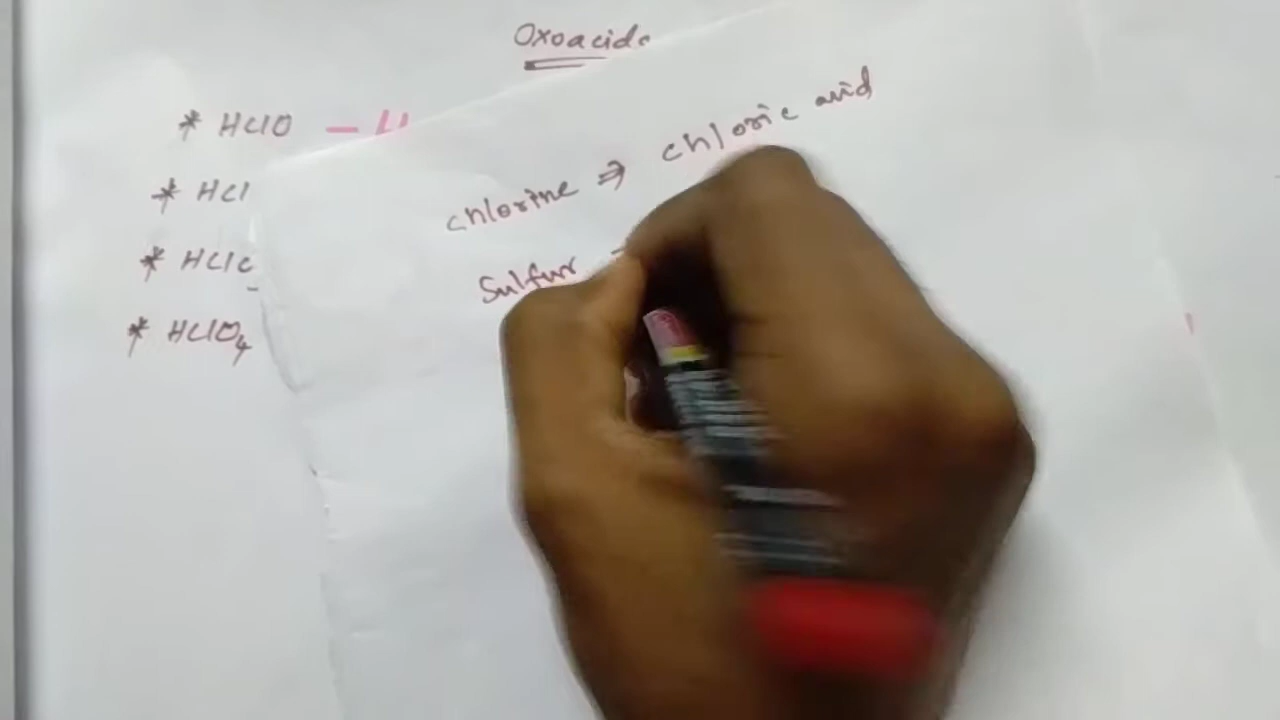 Oxoacids
* HClO –
* HCl
* HClO
* HClO4
chlorine ⇒ chloric acid
Sulfur